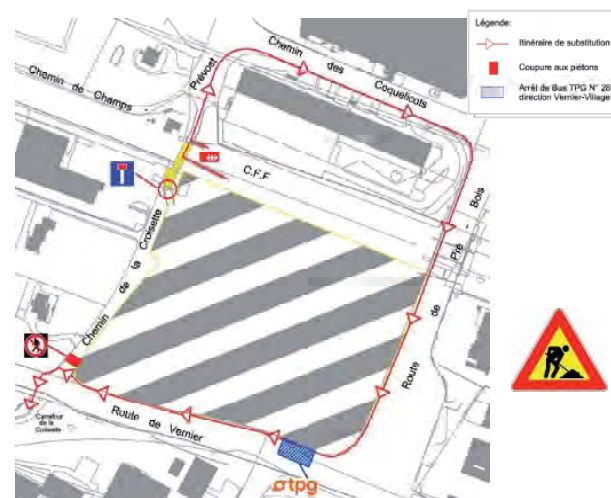 Légende:
Itinéraire de substitution
Coupure aux piétons
Arrêt de Bus TPG N° 28
direction Vernier-Village
Chemin des Coquelicots
Prévost
Chemin de Champs
C.F.F
Chemin de la Croisette
Route de Pré - Bois
Carrefour
de la
Croisette
Route de Vernier
tpg